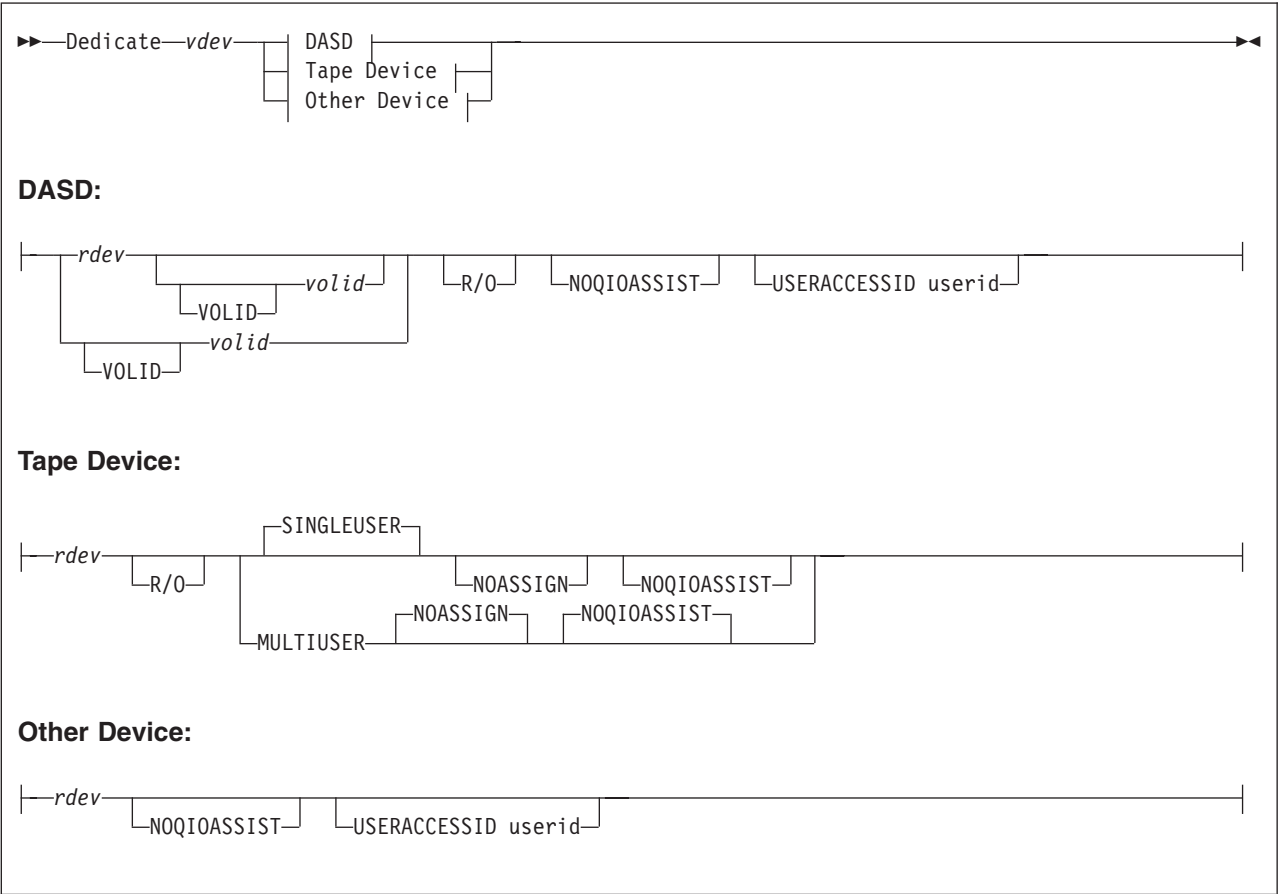 Dedicate vdev DASD
Tape Device
Other Device
DASD:
rdev volid R/O NOQIOASSIST USERACCESSID userid
VOLID
volid
VOLID
Tape Device:
SINGLEUSER
rdev R/O NOASSIGN NOQIOASSIST
NOASSIGN NOQIOASSIST
MULTIUSER
Other Device:
rdev
NOQIOASSIST USERACCESSID userid